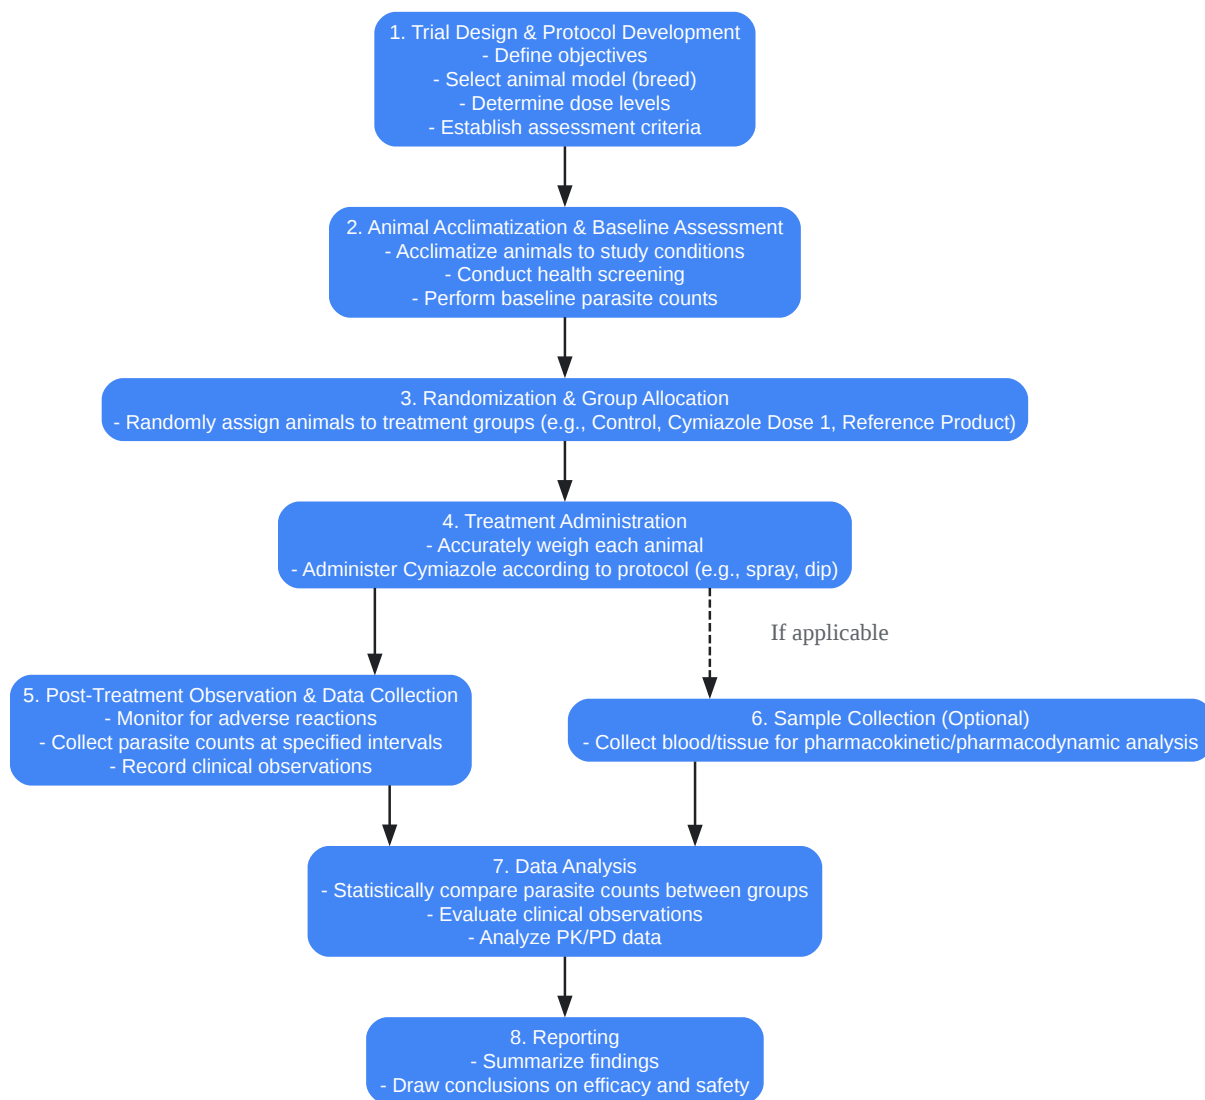 1. Trial Design & Protocol Development
- Define objectives
- Select animal model (breed)
- Determine dose levels
- Establish assessment criteria
2. Animal Acclimatization & Baseline Assessment
- Acclimatize animals to study conditions
- Conduct health screening
- Perform baseline parasite counts
3. Randomization & Group Allocation
- Randomly assign animals to treatment groups (e.g., Control, Cymiazole Dose 1, Reference Product)
4. Treatment Administration
- Accurately weigh each animal
- Administer Cymiazole according to protocol (e.g., spray, dip)
If applicable
5. Post-Treatment Observation & Data Collection
- Monitor for adverse reactions
- Collect parasite counts at specified intervals
- Record clinical observations
6. Sample Collection (Optional)
- Collect blood/tissue for pharmacokinetic/pharmacodynamic analysis
7. Data Analysis
- Statistically compare parasite counts between groups
- Evaluate clinical observations
- Analyze PK/PD data
8. Reporting
- Summarize findings
- Draw conclusions on efficacy and safety